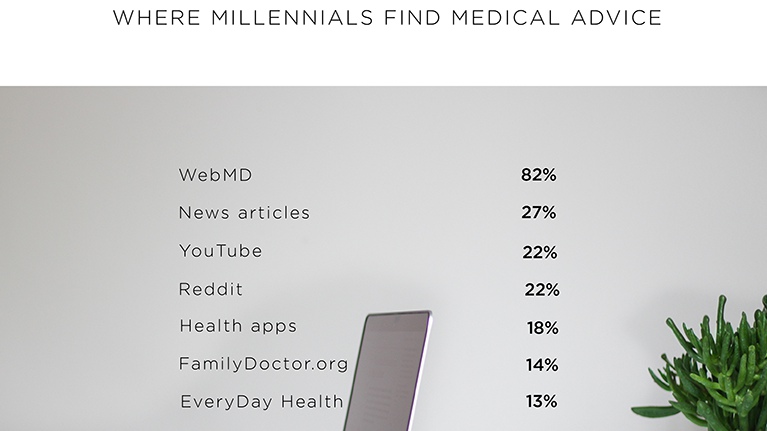 WHERE MILLENNIALS FIND MEDICAL ADVICE
WebMD 82%
News articles 27%
YouTube 22%
Reddit 22%
Health apps 18%
FamilyDoctor.org 14%
EveryDay Health 13%